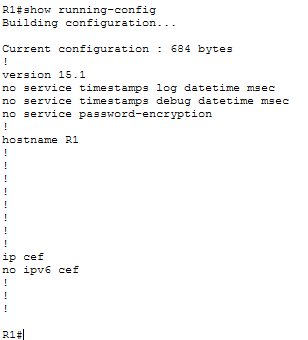 R1#show running-config
Building configuration...
Current configuration : 684 bytes
!
version 15.1
no service timestamps log datetime msec
no service timestamps debug datetime msec
no service password-encryption
!
hostname R1
!
!
!
!
!
!
!
!
ip cef
no ipv6 cef
!
!
!
R1#